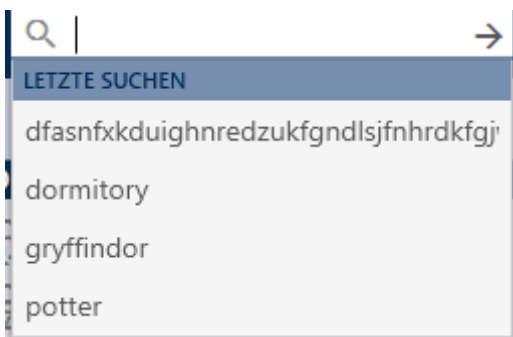 LETZTE SUCHEN
dfasnfxkduighnredzukfgndlsjfnhrdkfgj
dormitory
gryffindor
potter